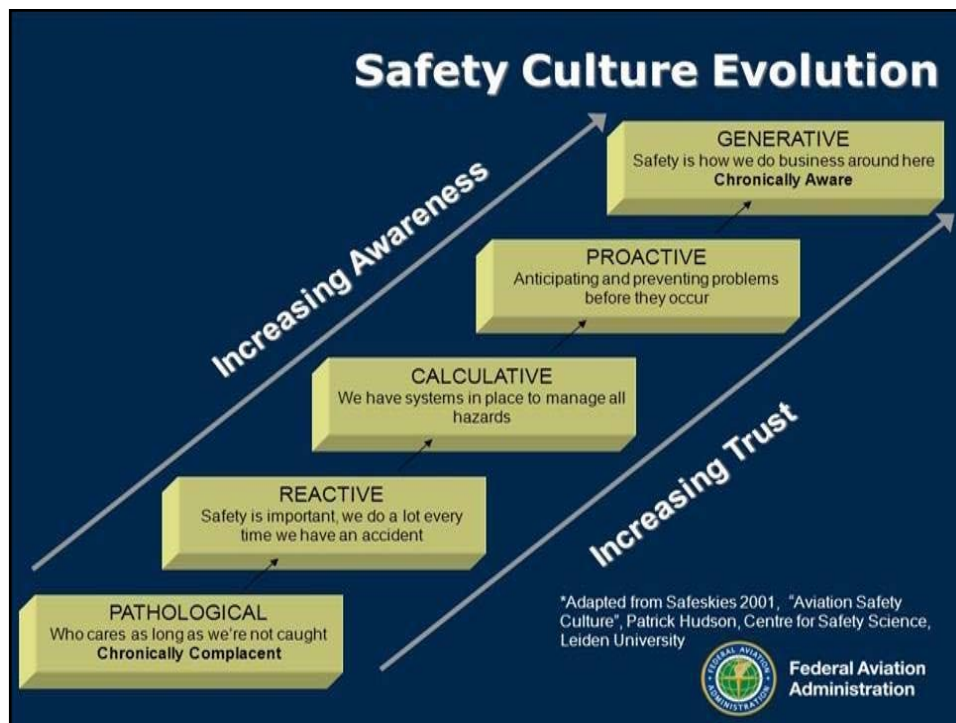 Safety Culture Evolution
GENERATIVE
Safety is how we do business around here
Chronically Aware
Increasing Awareness
PROACTIVE
Anticipating and preventing problems
before they occur
CALCULATIVE
We have systems in place to manage all
hazards
Increasing Trust
REACTIVE
Safety is important, we do a lot every
time we have an accident
PATHOLOGICAL
Who cares as long as we're not caught
Chronically Complacent
*Adapted from Safeskies 2001, “Aviation Safety
Culture”, Patrick Hudson, Centre for Safety Science,
Leiden University
FEDERAL AVIATION
ADMINISTRATION
Federal Aviation
Administration